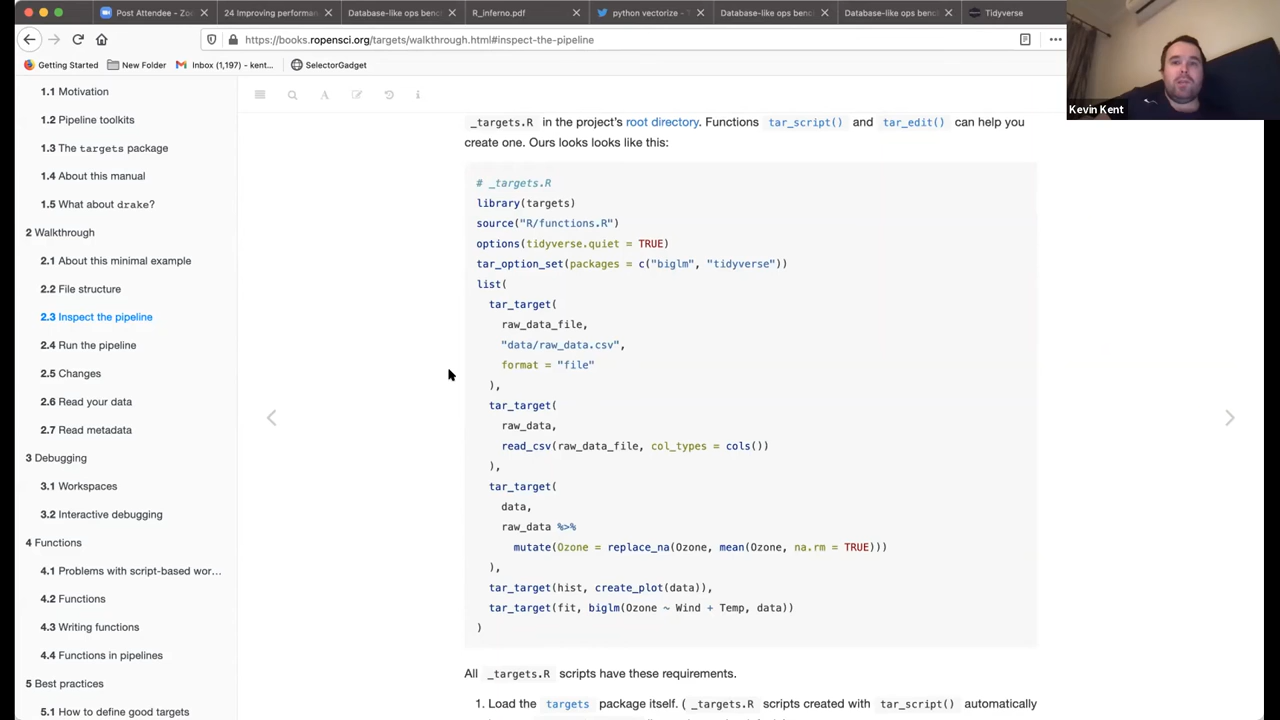 Post Attendee - Zo
24 Improving performan
Database-like ops benc
R_inferno.pdf
python vectorize - T
Database-like ops benc
Database-like ops benc
Tidyverse
https://books.ropensci.org/targets/walkthrough.html#inspect-the-pipeline
Getting Started
New Folder
Inbox (1,197) - kent...
SelectorGadget
Kevin Kent
1.1 Motivation
1.2 Pipeline toolkits
1.3 The targets package
1.4 About this manual
1.5 What about drake?
2 Walkthrough
2.1 About this minimal example
2.2 File structure
2.3 Inspect the pipeline
2.4 Run the pipeline
2.5 Changes
2.6 Read your data
2.7 Read metadata
3 Debugging
3.1 Workspaces
3.2 Interactive debugging
4 Functions
4.1 Problems with script-based wor...
4.2 Functions
4.3 Writing functions
4.4 Functions in pipelines
5 Best practices
5.1 How to define good targets
_targets.R in the project's root directory. Functions tar_script() and tar_edit() can help you
create one. Ours looks looks like this:
# _targets.R
library(targets)
source("R/functions.R")
options(tidyverse.quiet = TRUE)
tar_option_set(packages = c("biglm", "tidyverse"))
list(
  tar_target(
    raw_data_file,
    "data/raw_data.csv",
    format = "file"
  ),
  tar_target(
    raw_data,
    read_csv(raw_data_file, col_types = cols())
  ),
  tar_target(
    data,
    raw_data %>%
      mutate(Ozone = replace_na(Ozone, mean(Ozone, na.rm = TRUE)))
  ),
  tar_target(hist, create_plot(data)),
  tar_target(fit, biglm(Ozone ~ Wind + Temp, data))
)
All _targets.R scripts have these requirements.
1. Load the targets package itself. ( _targets.R scripts created with tar_script() automatically